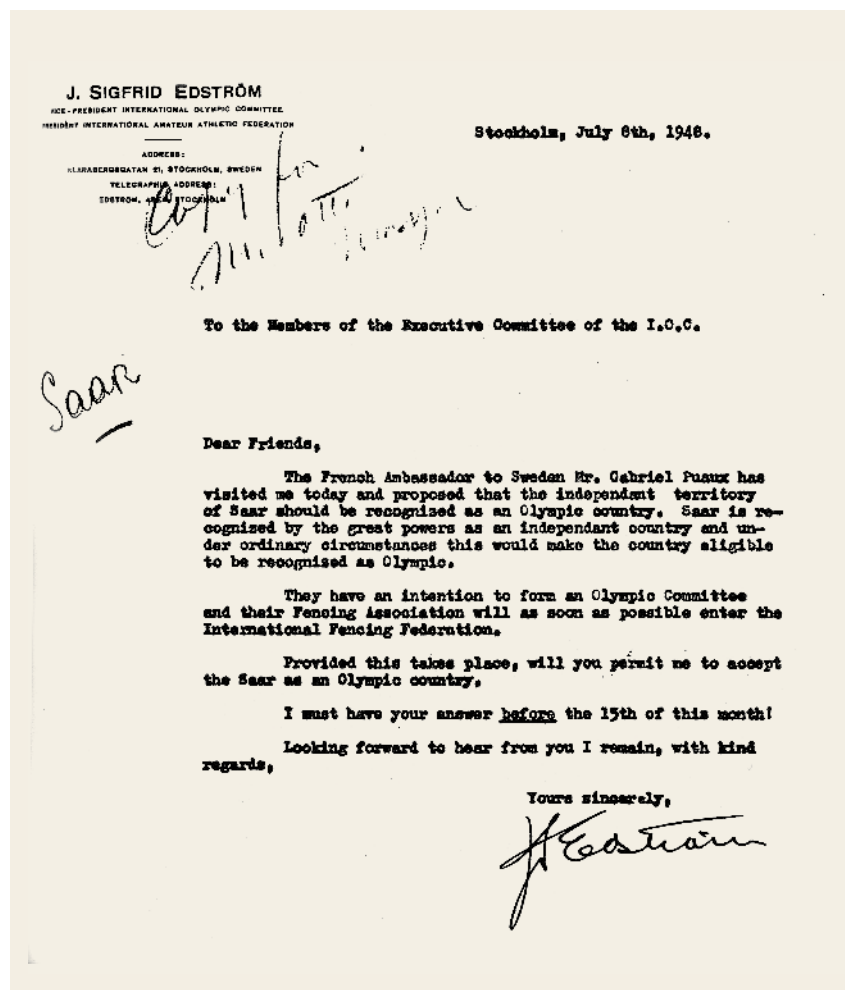 J. SIGFRID EDSTRÖM
VICE-PRESIDENT INTERNATIONAL OLYMPIC COMMITTEE
PRESIDENT INTERNATIONAL AMATEUR ATHLETIC FEDERATION
Stockholm, July 8th, 1948.
ADDRESS:
KLARABERGSGATAN 21, STOCKHOLM, SWEDEN
TELEGRAPHIC ADDRESS:
EDSTROM, STOCKHOLM
Copy for
M. Otto
To the Members of the Executive Committee of the I.O.C.
Saar
Dear Friends,
The French Ambassador to Sweden Mr. Gabriel Puaux has
visited me today and proposed that the independant territory
of Saar should be recognized as an Olympic country. Saar is re-
cognized by the great powers as an independant country and un-
der ordinary circumstances this would make the country eligible
to be recognized as Olympic.
They have an intention to form an Olympic Committee
and their Fencing Association will as soon as possible enter the
International Fencing Federation.
Provided this takes place, will you permit me to accept
the Saar as an Olympic country.
I must have your answer before the 15th of this month!
Looking forward to hear from you I remain, with kind
regards,
Yours sincerely,
J S Edström